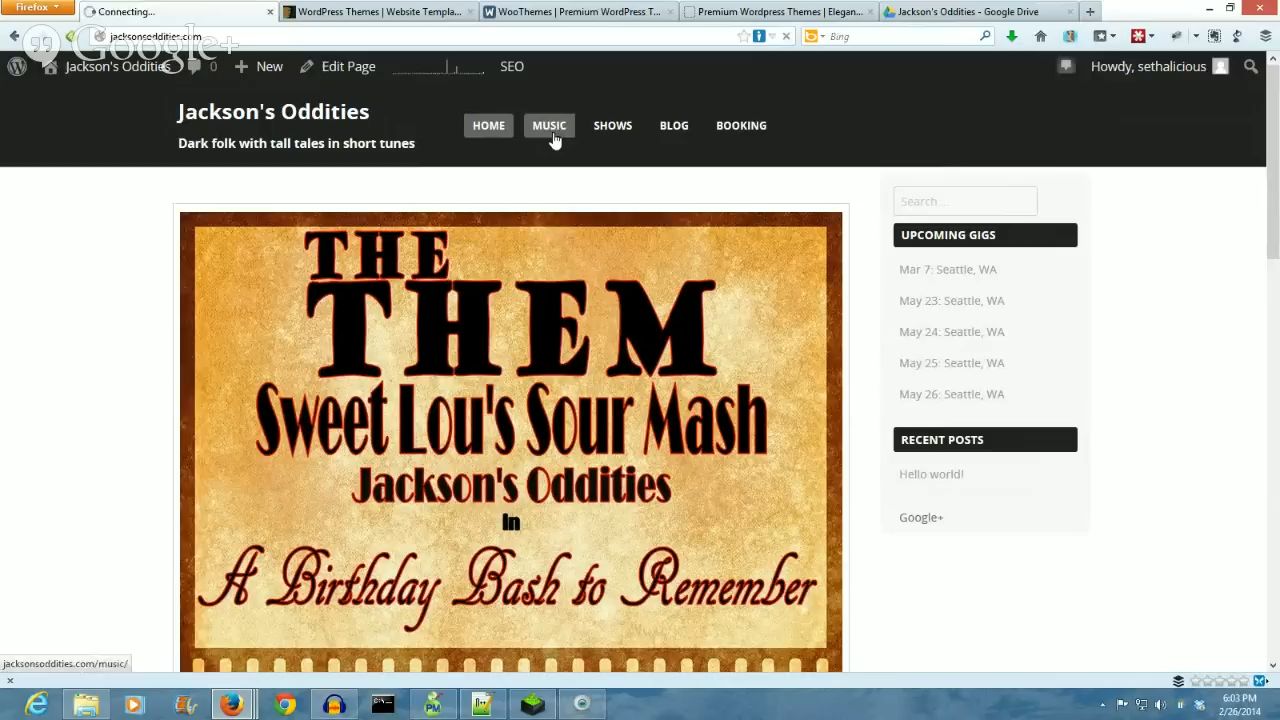 Firefox
Connecting...
WordPress Themes | Website Templa...
WooThemes | Premium WordPress T...
Premium Wordpress Themes | Elegan...
Jackson's Oddities - Google Drive
jacksonsoddities.com
Bing
Google+
Jackson's Oddities
0
New
Edit Page
SEO
Howdy, sethalicious
Jackson's Oddities
Dark folk with tall tales in short tunes
HOME
MUSIC
SHOWS
BLOG
BOOKING
THE
THEM
Sweet Lou's Sour Mash
Jackson's Oddities
In
A Birthday Bash to Remember
Search ...
UPCOMING GIGS
Mar 7: Seattle, WA
May 23: Seattle, WA
May 24: Seattle, WA
May 25: Seattle, WA
May 26: Seattle, WA
RECENT POSTS
Hello world!
Google+
jacksonsoddities.com/music/
PM
6:03 PM
2/26/2014